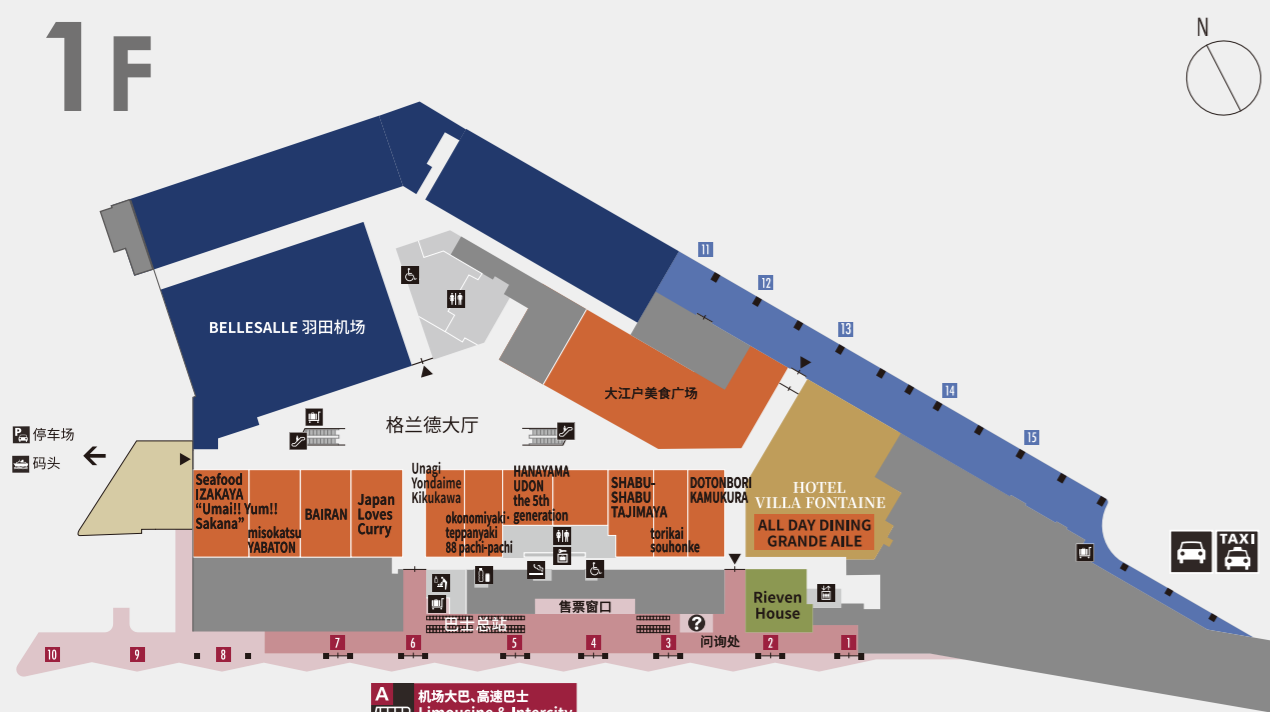 1F
N
11
12
13
14
15
BELLESALLE 羽田机场
大江户美食广场
P
停车场
码头
格兰德大厅
Seafood
IZAKAYA
“Umai!! Yum!!
Sakana”
misokatsu
YABATON
BAIRAN
Japan
Loves
Curry
Unagi
Yondaime
Kikukawa
okonomiyaki·
teppanyaki
88 pachi-pachi
HANAYAMA
UDON
the 5th
generation
SHABU-
SHABU
TAJIMAYA
torikai
souhonke
DOTONBORI
KAMUKURA
HOTEL
VILLA FONTAINE
ALL DAY DINING
GRANDE AILE
TAXI
Rieven
House
售票窗口
巴士总站
?
问询处
10
9
8
7
6
5
4
3
2
1
A
机场大巴、高速巴士
Limousine & Intercity